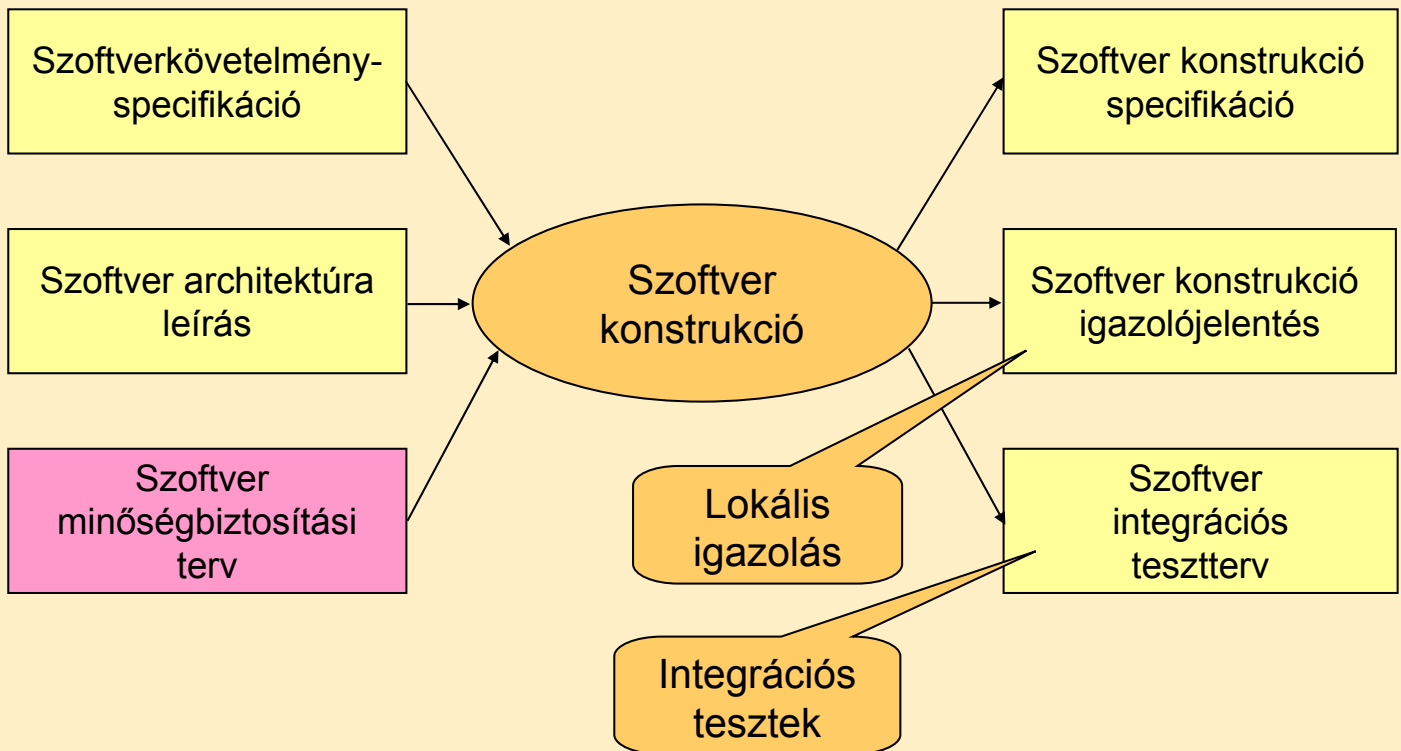 Szoftverkövetelmény-
specifikáció
Szoftver architektúra
leírás
Szoftver
minőségbiztosítási
terv
Szoftver
konstrukció
Szoftver konstrukció
specifikáció
Szoftver konstrukció
igazolójelentés
Szoftver
integrációs
tesztterv
Lokális
igazolás
Integrációs
tesztek